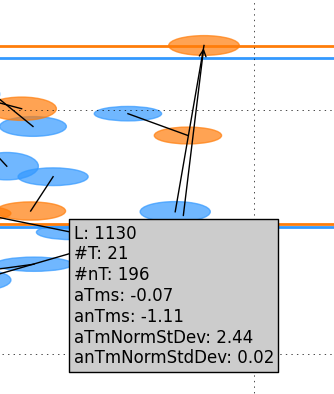 L: 1130
#T: 21
#nT: 196
aTms: -0.07
anTms: -1.11
aTmNormStDev: 2.44
anTmNormStdDev: 0.02